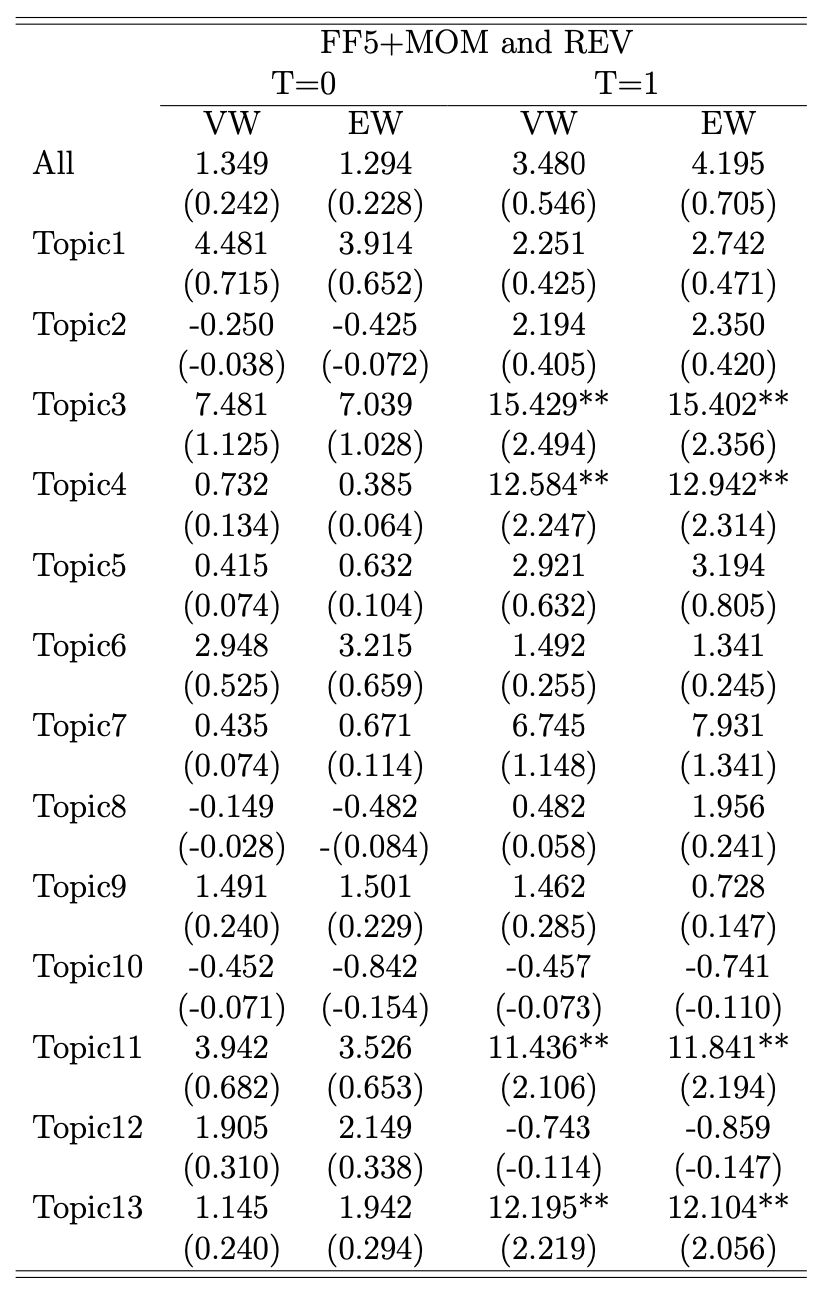 FF5+MOM and REV
T=0 T=1
VW EW VW EW
All 1.349 1.294 3.480 4.195
(0.242) (0.228) (0.546) (0.705)
Topic1 4.481 3.914 2.251 2.742
(0.715) (0.652) (0.425) (0.471)
Topic2 -0.250 -0.425 2.194 2.350
(-0.038) (-0.072) (0.405) (0.420)
Topic3 7.481 7.039 15.429** 15.402**
(1.125) (1.028) (2.494) (2.356)
Topic4 0.732 0.385 12.584** 12.942**
(0.134) (0.064) (2.247) (2.314)
Topic5 0.415 0.632 2.921 3.194
(0.074) (0.104) (0.632) (0.805)
Topic6 2.948 3.215 1.492 1.341
(0.525) (0.659) (0.255) (0.245)
Topic7 0.435 0.671 6.745 7.931
(0.074) (0.114) (1.148) (1.341)
Topic8 -0.149 -0.482 0.482 1.956
(-0.028) -(0.084) (0.058) (0.241)
Topic9 1.491 1.501 1.462 0.728
(0.240) (0.229) (0.285) (0.147)
Topic10 -0.452 -0.842 -0.457 -0.741
(-0.071) (-0.154) (-0.073) (-0.110)
Topic11 3.942 3.526 11.436** 11.841**
(0.682) (0.653) (2.106) (2.194)
Topic12 1.905 2.149 -0.743 -0.859
(0.310) (0.338) (-0.114) (-0.147)
Topic13 1.145 1.942 12.195** 12.104**
(0.240) (0.294) (2.219) (2.056)